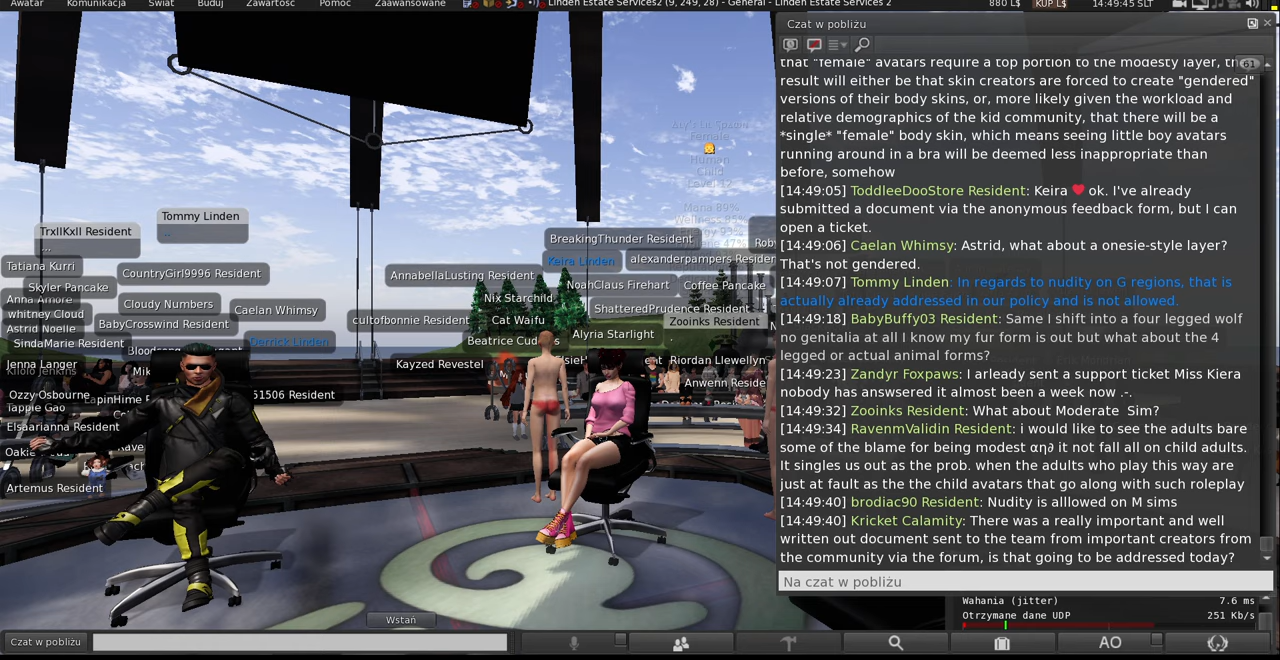 Awatar Komunikacja Świat Buduj Zawartość Pomoc Zaawansowane Linden Estate Services2 (9, 249, 28) - General - Linden Estate Services 2 880 L$ KUP L$ 14:49:45 SLT
Czat w pobliżu
61
that "female" avatars require a top portion to the modesty layer, the
result will either be that skin creators are forced to create "gendered"
versions of their body skins, or, more likely given the workload and
relative demographics of the kid community, that there will be a
*single* "female" body skin, which means seeing little boy avatars
running around in a bra will be deemed less inappropriate than
before, somehow
[14:49:05] ToddleeDooStore Resident: Keira ❤ ok. I've already
submitted a document via the anonymous feedback form, but I can
open a ticket.
[14:49:06] Caelan Whimsy: Astrid, what about a onesie-style layer?
That's not gendered.
[14:49:07] Tommy Linden: In regards to nudity on G regions, that is
actually already addressed in our policy and is not allowed.
[14:49:18] BabyBuffy03 Resident: Same I shift into a four legged wolf
no genitalia at all I know my fur form is out but what about the 4
legged or actual animal forms?
[14:49:23] Zandyr Foxpaws: I arleady sent a support ticket Miss Kiera
nobody has answsered it almost been a week now .-.
[14:49:32] Zooinks Resident: What about Moderate  Sim?
[14:49:34] RavenmValidin Resident: i would like to see the adults bare
some of the blame for being modest αη∂ it not fall all on child adults.
It singles us out as the prob. when the adults who play this way are
just at fault as the the child avatars that go along with such roleplay
[14:49:40] brodiac90 Resident: Nudity is alllowed on M sims
[14:49:40] Kricket Calamity: There was a really important and well
written out document sent to the team from important creators from
the community via the forum, is that going to be addressed today?
Na czat w pobliżu
Wahania (jitter) 7.6 ms
Otrzymane dane UDP 251 Kb/s
Female
Human
Child
Tommy Linden
TrxllKxll Resident
...
Tatiana Kurri
CountryGirl9996 Resident
Skyler Pancake
Anna Amore
whitney Cloud
Cloudy Numbers
Caelan Whimsy
Astrid Noelle
BabyCrosswind Resident
SindaMarie Resident
Derrick Linden
Jenna Langer
Ozzy Osbourne
51506 Resident
Tappie Gao
Elsaarianna Resident
Artemus Resident
BreakingThunder Resident
Keira Linden
alexanderpampers Resident
AnnabellaLusting Resident
NoahClaus Firehart
Coffee Pancake
Nix Starchild
ShatteredPrudence Resident
cultofbonnie Resident
Cat Waifu
Zooinks Resident
Alyria Starlight
Kayzed Revestel
Riordan Llewellyn
Anwenn Reside
Wstań
Czat w pobliżu
AO